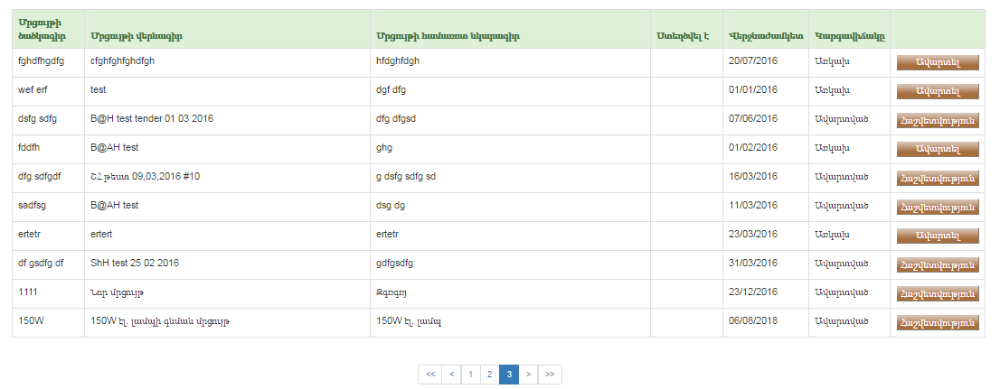 Մրցույթի ծածկագիր Մրցույթի վերնագիր Մրցույթի համառոտ նկարագիր Ստեղծվել է Վերջնաժամկետ Կարգավիճակը
fghdfhgdfg cfghfghfghdfgh hfdghfdgh 20/07/2016 Առկախ Ավարտել
wef erf test dgf dfg 01/01/2016 Առկախ Ավարտել
dsfg sdfg B@H test tender 01 03 2016 dfg dfgsd 07/06/2016 Ավարտված Հաշվետվություն
fddfh B@AH test ghg 01/02/2016 Առկախ Ավարտել
dfg sdfgdf ՇՀ թեստ 09,03,2016 #10 g dsfg sdfg sd 16/03/2016 Ավարտված Հաշվետվություն
sadfsg B@AH test dsg dg 11/03/2016 Ավարտված Հաշվետվություն
ertetr ertert ertetr 23/03/2016 Առկախ Ավարտել
df gsdfg df ShH test 25 02 2016 gdfgsdfg 31/03/2016 Ավարտված Հաշվետվություն
1111 Նոր մրցույթ Զգոգոյ 23/12/2016 Ավարտված Հաշվետվություն
150W 150W էլ. լամպի գնման մրցույթ 150W էլ. լամպ 06/08/2018 Ավարտված Հաշվետվություն
<< < 1 2 3 > >>